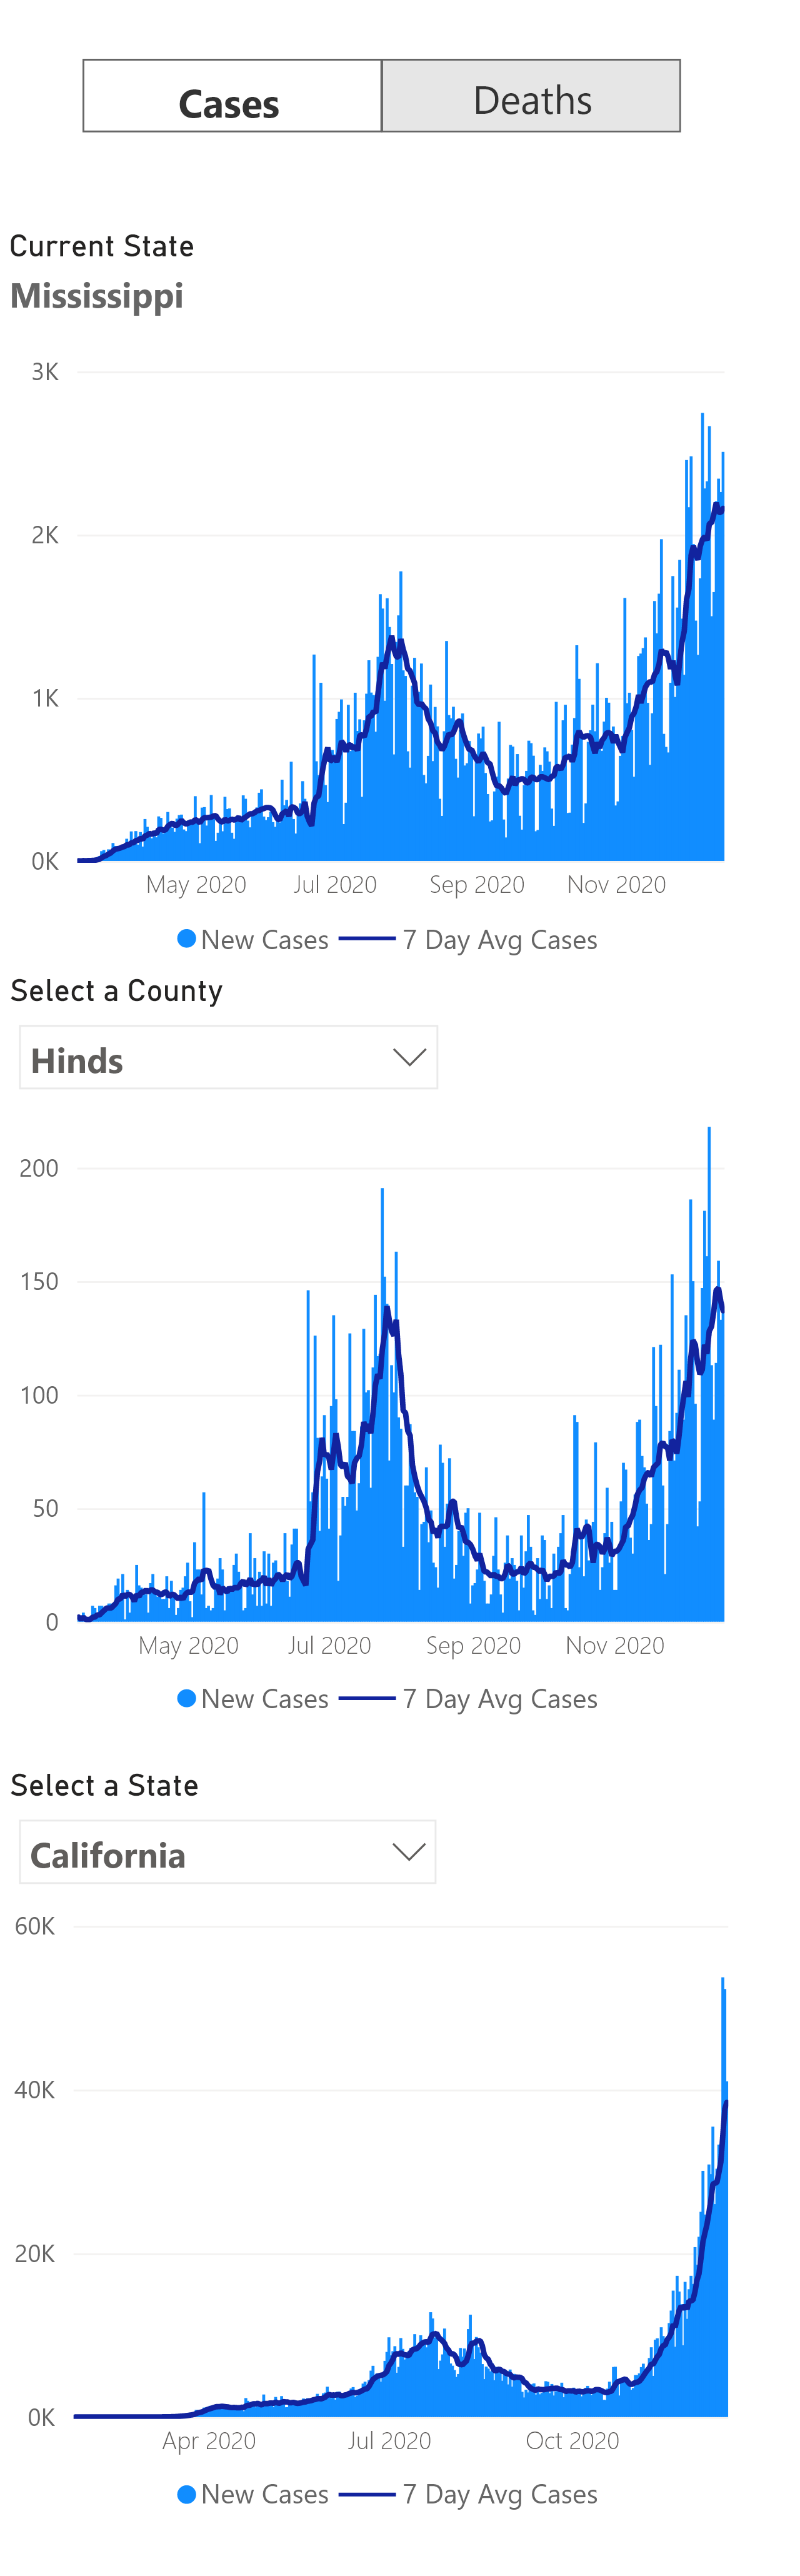 Cases Deaths
Current State
Mississippi
3K
2K
1K
0K
May 2020 Jul 2020 Sep 2020 Nov 2020
New Cases 7 Day Avg Cases
Select a County
Hinds
200
150
100
50
0
May 2020 Jul 2020 Sep 2020 Nov 2020
New Cases 7 Day Avg Cases
Select a State
California
60K
40K
20K
0K
Apr 2020 Jul 2020 Oct 2020
New Cases 7 Day Avg Cases